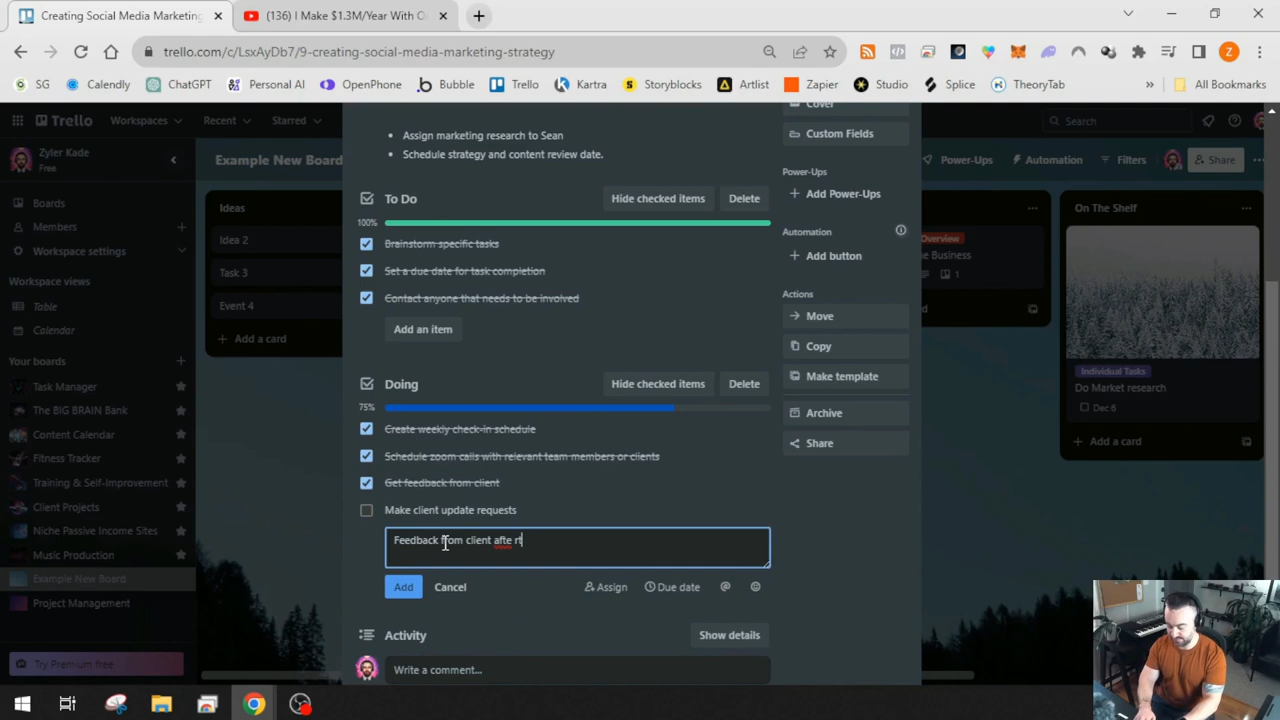 Creating Social Media Marketing
(136) I Make $1.3M/Year With O
trello.com/c/LsxAyDb7/9-creating-social-media-marketing-strategy
Z
SG
Calendly
ChatGPT
Personal AI
OpenPhone
Bubble
Trello
Kartra
Storyblocks
Artlist
Zapier
Studio
Splice
TheoryTab
»
All Bookmarks
Trello
Workspaces
Recent
Starred
Search
Zyler Kade
Free
Example New Board
Power-Ups
Automation
Filters
Share
Boards
Members
Workspace settings
Workspace views
Table
Calendar
Your boards
Task Manager
The BIG BRAIN Bank
Content Calendar
Fitness Tracker
Training & Self-Improvement
Client Projects
Niche Passive Income Sites
Music Production
Example New Board
Project Management
Try Premium free
Ideas
Idea 2
Task 3
Event 4
Add a card
• Assign marketing research to Sean
• Schedule strategy and content review date.
To Do
Hide checked items
Delete
100%
Brainstorm specific tasks
Set a due date for task completion
Contact anyone that needs to be involved
Add an item
Doing
Hide checked items
Delete
75%
Create weekly check-in schedule
Schedule zoom calls with relevant team members or clients
Get feedback from client
Make client update requests
Feedback from client afte rt
Add
Cancel
Assign
Due date
Activity
Show details
Write a comment...
Cover
Custom Fields
Power-Ups
Add Power-Ups
Automation
Add button
Actions
Move
Copy
Make template
Archive
Share
Overview
Business
1
On The Shelf
Individual Tasks
Do Market research
Dec 6
Add a card